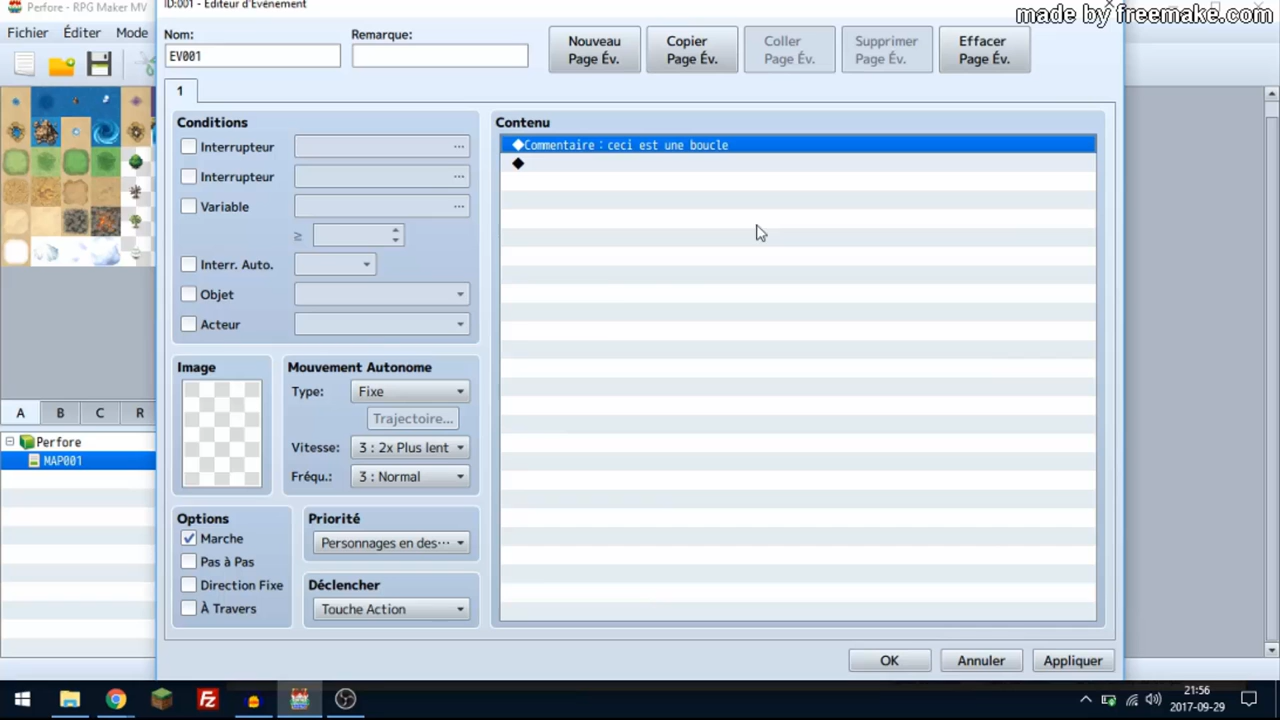 Perfore - RPG Maker MV
ID:001 - Éditeur d'Évènement
made by freemake.com
Fichier Éditer Mode
Nom:
Remarque:
EV001
Nouveau
Page Év.
Copier
Page Év.
Coller
Page Év.
Supprimer
Page Év.
Effacer
Page Év.
1
Conditions
Interrupteur ...
Interrupteur ...
Variable ...
≥
Interr. Auto.
Objet
Acteur
Contenu
◆Commentaire：ceci est une boucle
◆
Image
Mouvement Autonome
Type: Fixe
Trajectoire...
Vitesse: 3 : 2x Plus lent
Fréqu.: 3 : Normal
A B C R
Perfore
MAP001
Options
Marche
Pas à Pas
Direction Fixe
À Travers
Priorité
Personnages en des...
Déclencher
Touche Action
OK Annuler Appliquer
21:56
2017-09-29